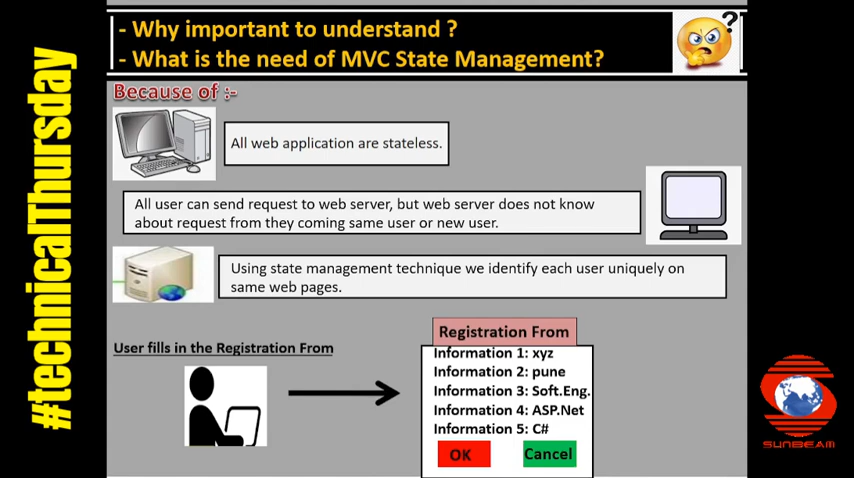 #technicalThursday
- Why important to understand ?
- What is the need of MVC State Management?
?
Because of :-
All web application are stateless.
All user can send request to web server, but web server does not know
about request from they coming same user or new user.
Using state management technique we identify each user uniquely on
same web pages.
User fills in the Registration From
Registration From
Information 1: xyz
Information 2: pune
Information 3: Soft.Eng.
Information 4: ASP.Net
Information 5: C#
OK
Cancel
SUNBEAM